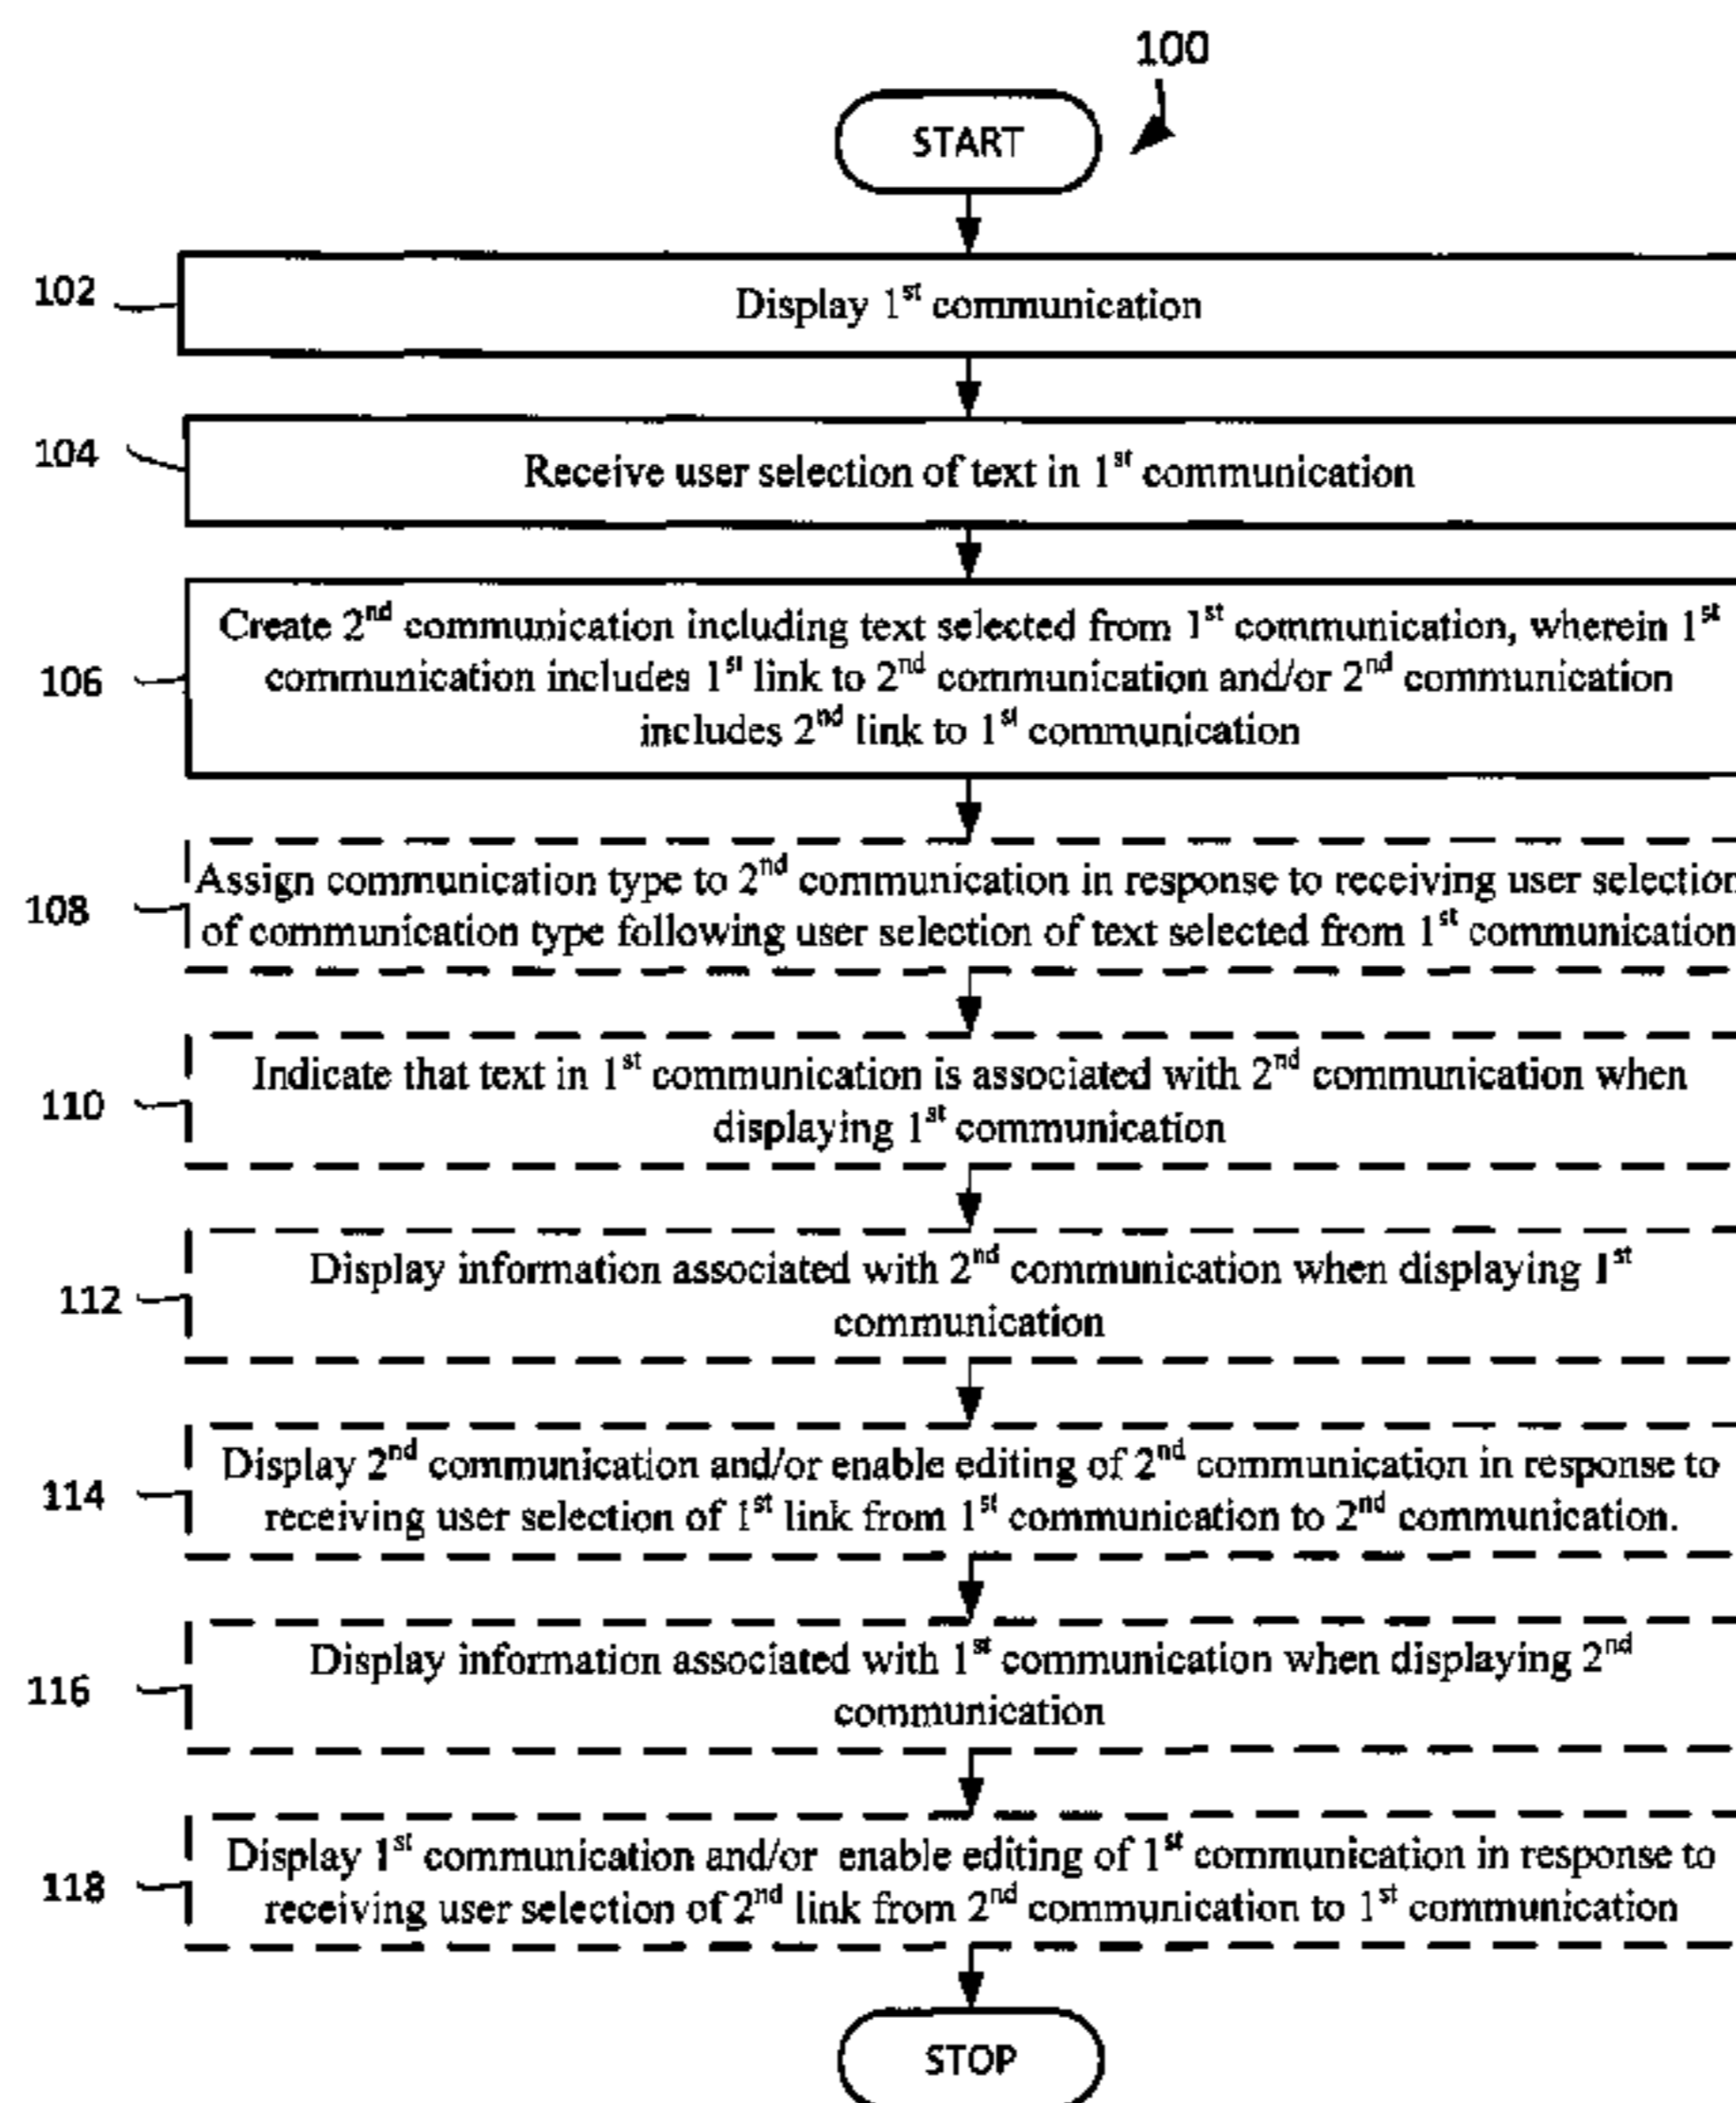 100
START
102
Display 1st communication
104
Receive user selection of text in 1st communication
106
Create 2nd communication including text selected from 1st communication, wherein 1st
communication includes 1st link to 2nd communication and/or 2nd communication
includes 2nd link to 1st communication
108
Assign communication type to 2nd communication in response to receiving user selection
of communication type following user selection of text selected from 1st communication
110
Indicate that text in 1st communication is associated with 2nd communication when
displaying 1st communication
112
Display information associated with 2nd communication when displaying 1st
communication
114
Display 2nd communication and/or enable editing of 2nd communication in response to
receiving user selection of 1st link from 1st communication to 2nd communication.
116
Display information associated with 1st communication when displaying 2nd
communication
118
Display 1st communication and/or enable editing of 1st communication in response to
receiving user selection of 2nd link from 2nd communication to 1st communication
STOP